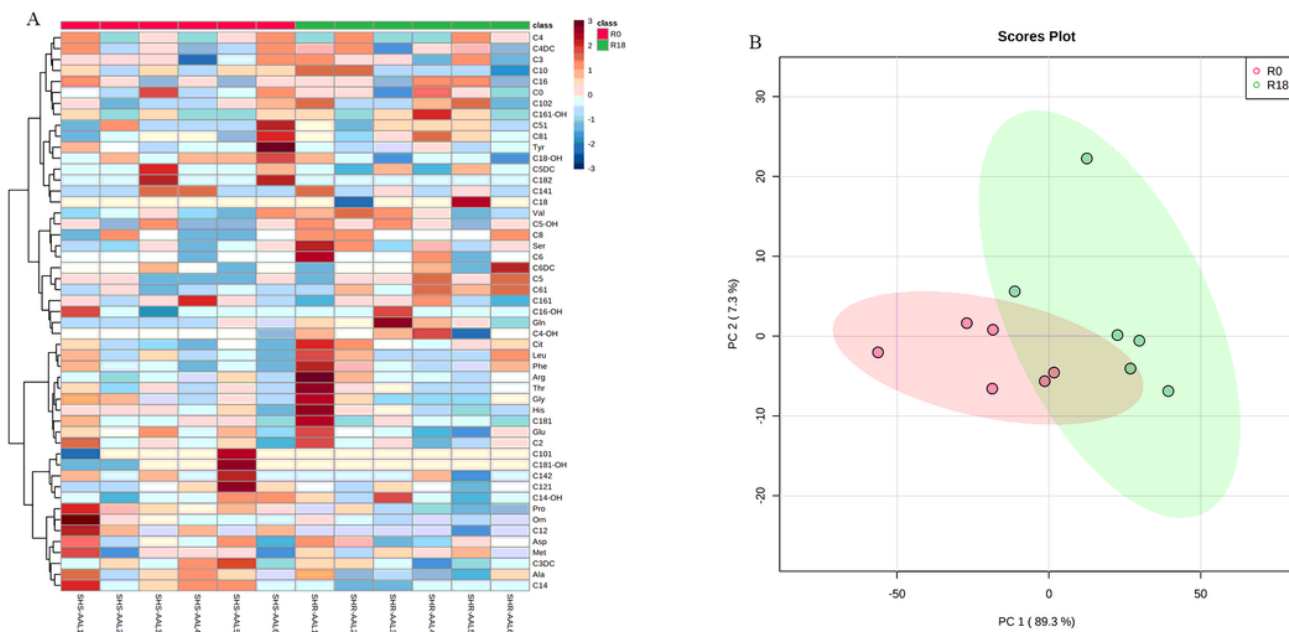 A
class
C4
C4DC
C3
C10
C16
C0
C102
C161-OH
C51
C81
Tyr
C18-OH
C5DC
C182
C141
C18
Val
C5-OH
C8
Ser
C6
C6DC
C5
C61
C161
C16-OH
Gln
C4-OH
Cit
Leu
Phe
Arg
Thr
Gly
His
C181
Glu
C2
C101
C181-OH
C142
C121
C14-OH
Pro
Orn
C12
Asp
Met
C3DC
Ala
C14
3
2
1
0
-1
-2
-3
class
R0
R18
B
Scores Plot
R0
R18
PC 2 ( 7.3 %)
30
20
10
0
-10
-20
-50
0
50
PC 1 ( 89.3 %)